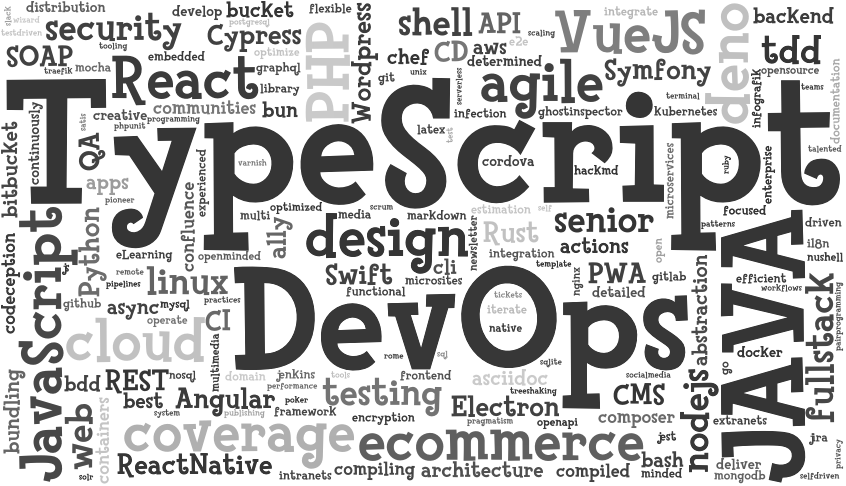 slack
distribution
wizard
testdriven
develop
bucket
postgresql
flexible
shell
API
integrate
VueJS
deno
backend
security
Cypress
PHP
Wordpress
scaling
e2e
tooling
SOAP
traefik
mocha
embedded
optimize
graphql
chef
CD
aws
determined
tdd
opensource
React
library
git
unix
serverless
agile
Symfony
terminal
teams
documentation
TypeScript
continuously
creative
communities
bun
programming
phpunit
satis
QA
latex
test
infection
ghostinspector
Kubernetes
infografik
bitbucket
apps
pioneer
experienced
varnish
cordova
hackmd
microservices
ruby
enterprise
talented
JavaScript
Python
confluence
multi
optimized
media
scrum
markdown
estimation
self
senior
patterns
focused
driven
ally
design
newsletter
Rust
actions
open
JAVA
i18n
nushell
codeception
jr
eLearning
openminded
integration
template
remote
pipelines
linux
Swift
cli
microsites
nginx
PWA
gitlab
abstraction
efficient
workflows
github
async
mysql
practices
functional
DevOps
tickets
iterate
native
detailed
fullstack
pairprogramming
operate
CI
cloud
multimedia
rome
sql
sqlite
go
docker
bundling
bdd
REST
nosql
domain
jenkins
tools
frontend
asciidoc
socialmedia
web
containers
best
Angular
performance
poker
testing
treeshaking
CMS
nodejs
system
publishing
framework
encryption
Electron
pragmatism
openapi
composer
extranets
coverage
ecommerce
jest
jira
privacy
solr
ReactNative
intranets
compiling
architecture
compiled
bash
minded
deliver
mongodb
selfdriven